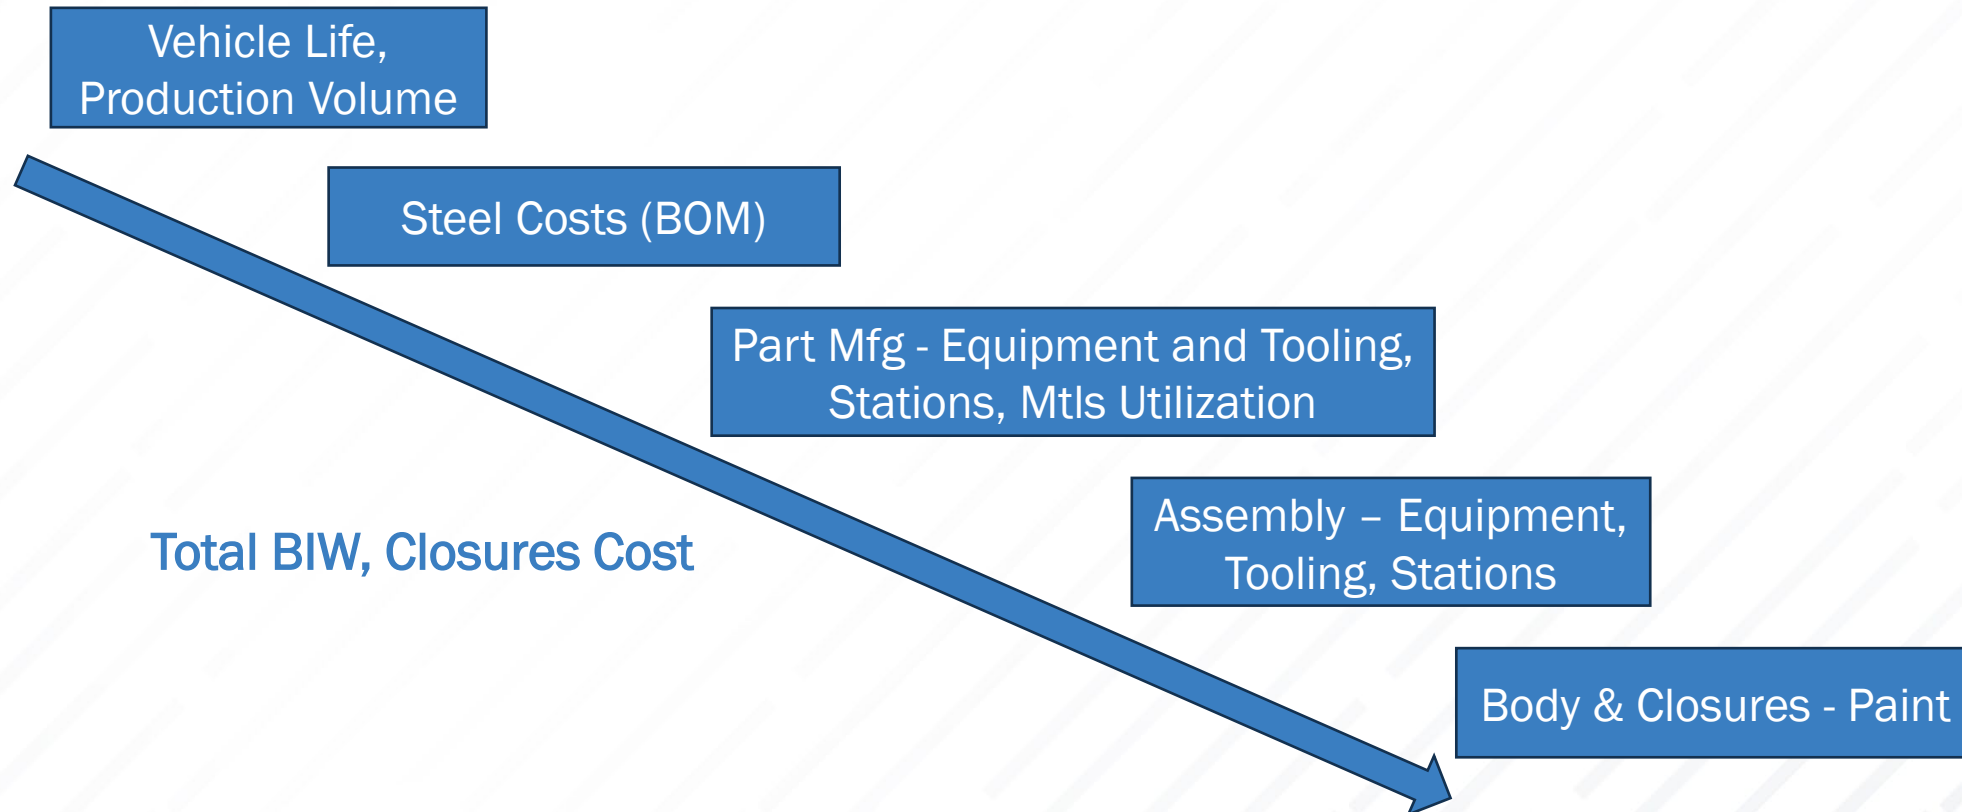 Vehicle Life,
Production Volume
Steel Costs (BOM)
Part Mfg - Equipment and Tooling,
Stations, Mtls Utilization
Assembly – Equipment,
Tooling, Stations
Total BIW, Closures Cost
Body & Closures - Paint